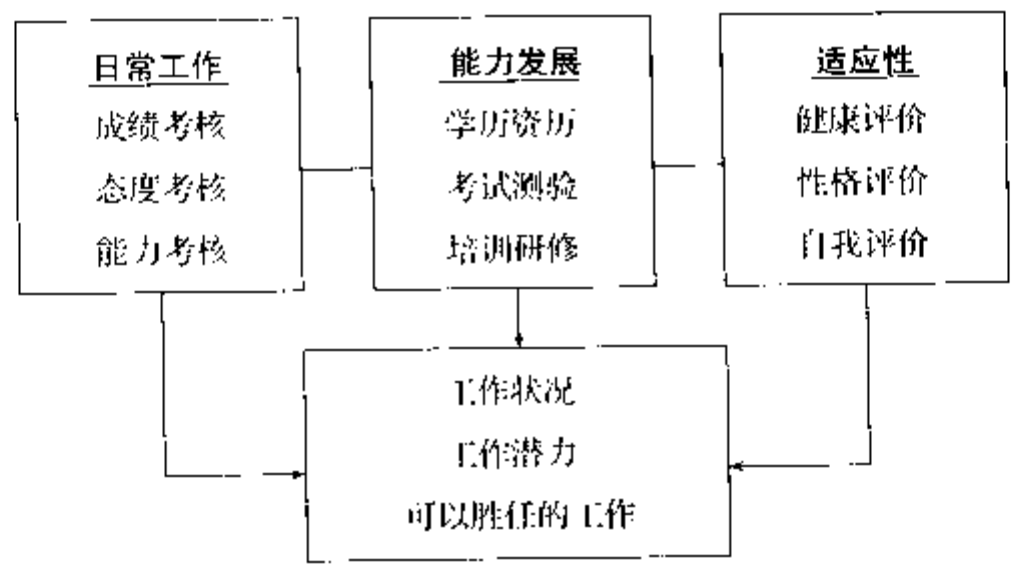 日常工作
成绩考核
态度考核
能力考核
能力发展
学历资历
考试测验
培训研修
适应性
健康评价
性格评价
自我评价
工作状况
工作潜力
可以胜任的工作